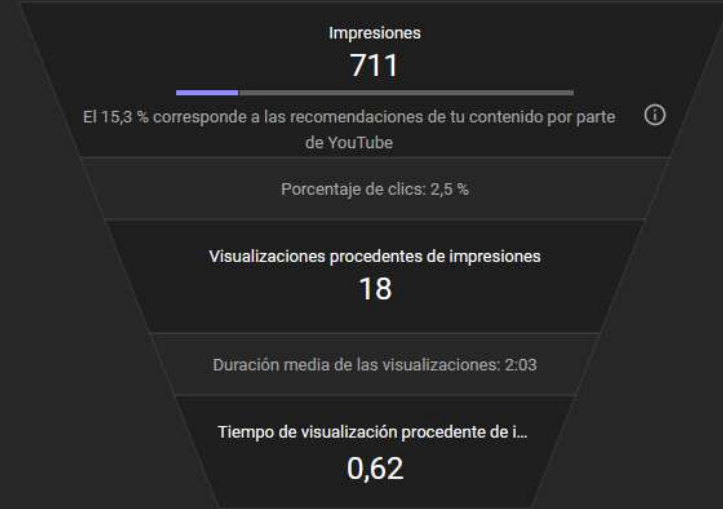 Impresiones
711
El 15,3 % corresponde a las recomendaciones de tu contenido por parte
de YouTube
Porcentaje de clics: 2,5 %
Visualizaciones procedentes de impresiones
18
Duración media de las visualizaciones: 2:03
Tiempo de visualización procedente de i...
0,62